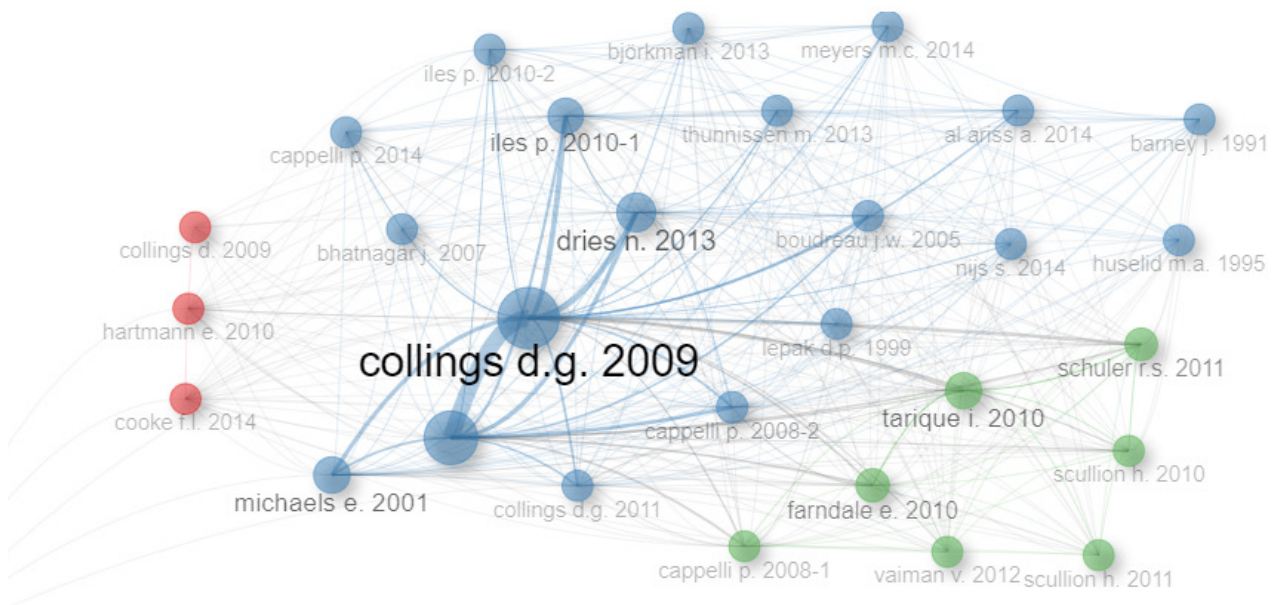 björkman i. 2013
meyers m.c. 2014
iles p. 2010-2
iles p. 2010-1
thunnissen m. 2013
al ariss a. 2014
barney j. 1991
cappelli p. 2014
collings d. 2009
bhatnagar j. 2007
dries n. 2013
boudreau j.w. 2005
nijs s. 2014
huselid m.a. 1995
hartmann e. 2010
collings d.g. 2009
lepak d.p. 1999
schuler r.s. 2011
cooke f.l. 2014
cappelli p. 2008-2
tarique i. 2010
scullion h. 2010
michaels e. 2001
collings d.g. 2011
farndale e. 2010
cappelli p. 2008-1
vaiman v. 2012
scullion h. 2011